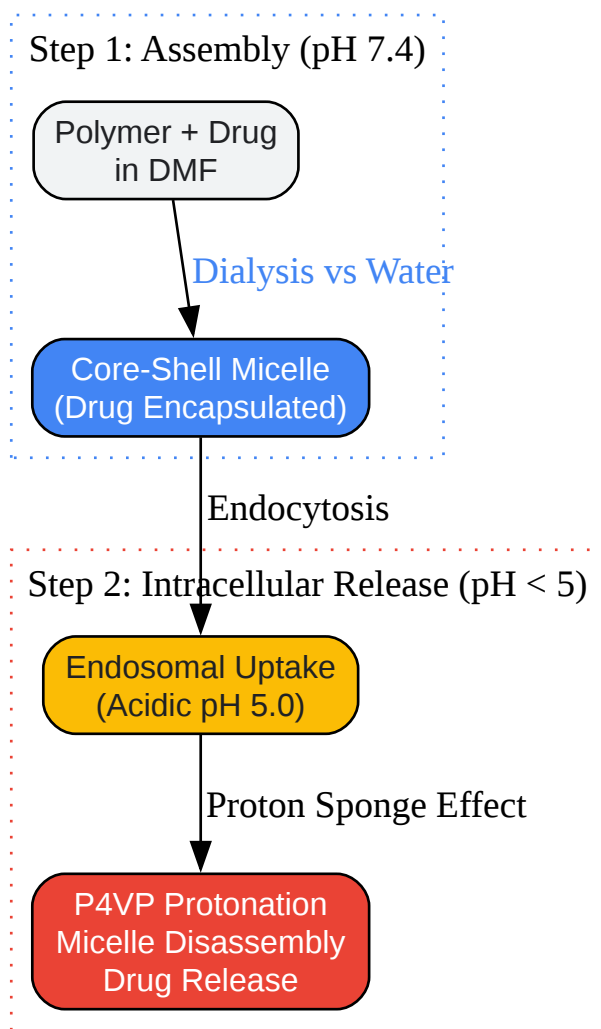 Step 1: Assembly (pH 7.4)
Polymer + Drug
in DMF
Dialysis vs Water
Core-Shell Micelle
(Drug Encapsulated)
Endocytosis
Step 2: Intracellular Release (pH < 5)
Endosomal Uptake
(Acidic pH 5.0)
Proton Sponge Effect
P4VP Protonation
Micelle Disassembly
Drug Release